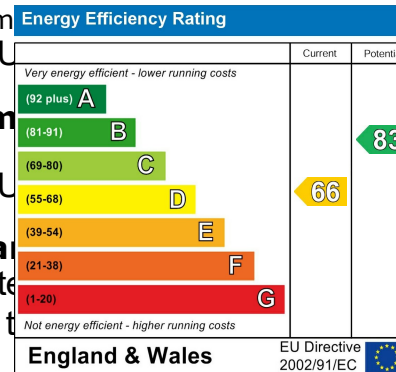 Energy Efficiency Rating
Current
Very energy efficient - lower running costs
(92 plus) A
(81-91) B
83
(69-80) C
(55-68) D
66
(39-54) E
(21-38) F
(1-20) G
Not energy efficient - higher running costs
England & Wales
EU Directive
2002/91/EC